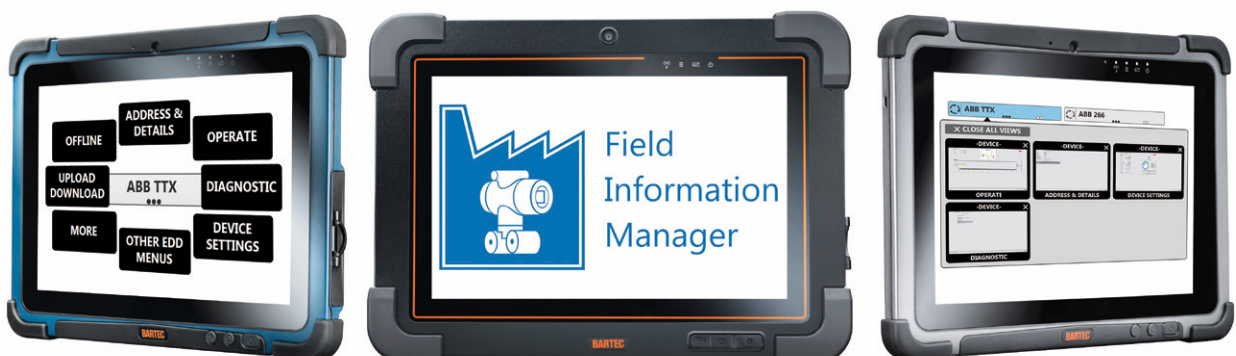 OFFLINE
ADDRESS &
DETAILS
OPERATE
UPLOAD
DOWNLOAD
ABB TTX
DIAGNOSTIC
MORE
OTHER EDD
MENUS
DEVICE
SETTINGS
BARTEC
Field
Information
Manager
BARTEC
ABB TTX
ABB 266
X CLOSE ALL VIEWS
-DEVICE- X
-DEVICE- X
-DEVICE- X
OPERATE
ADDRESS & DETAILS
DEVICE SETTINGS
-DEVICE- X
DIAGNOSTIC
BARTEC